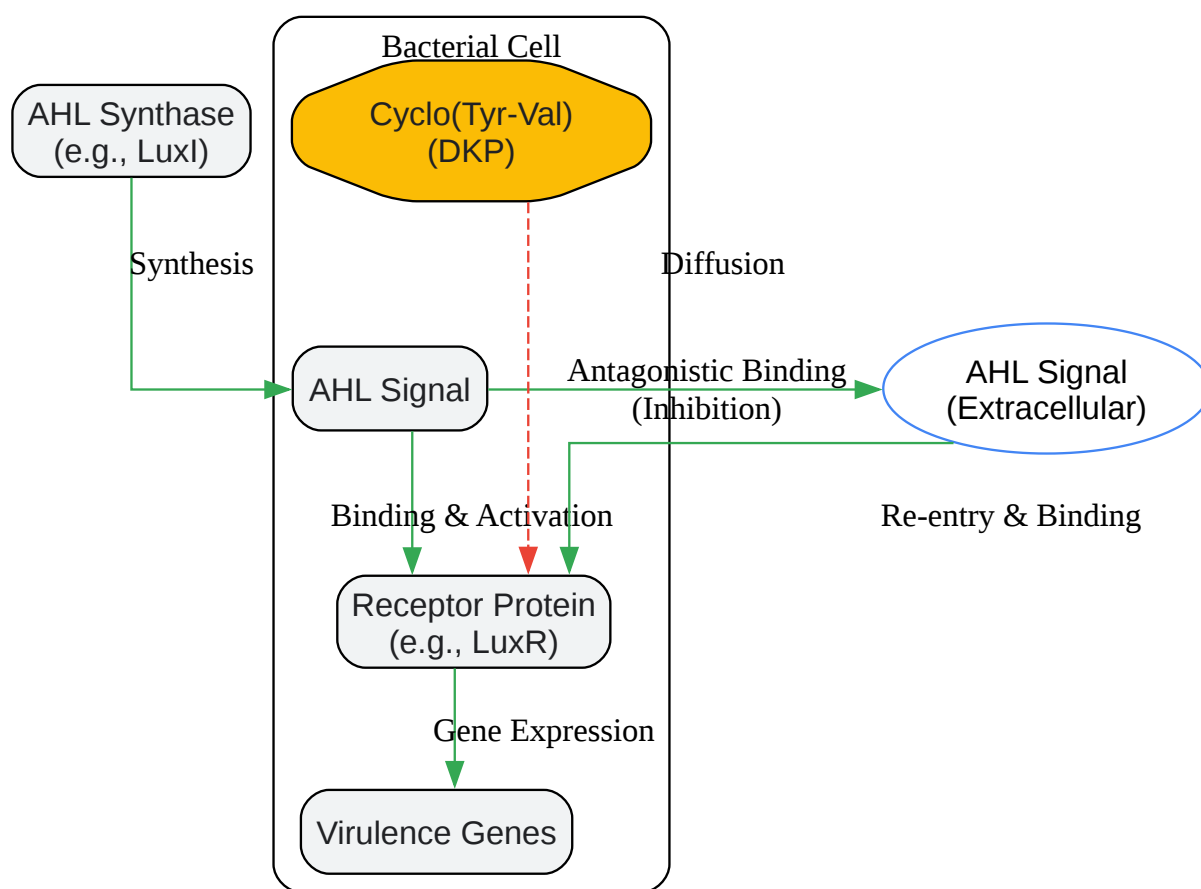 Bacterial Cell
AHL Synthase
(e.g., LuxI)
Cyclo(Tyr-Val)
(DKP)
Synthesis
Diffusion
AHL Signal
Antagonistic Binding
(Inhibition)
AHL Signal
(Extracellular)
Binding & Activation
Re-entry & Binding
Receptor Protein
(e.g., LuxR)
Gene Expression
Virulence Genes